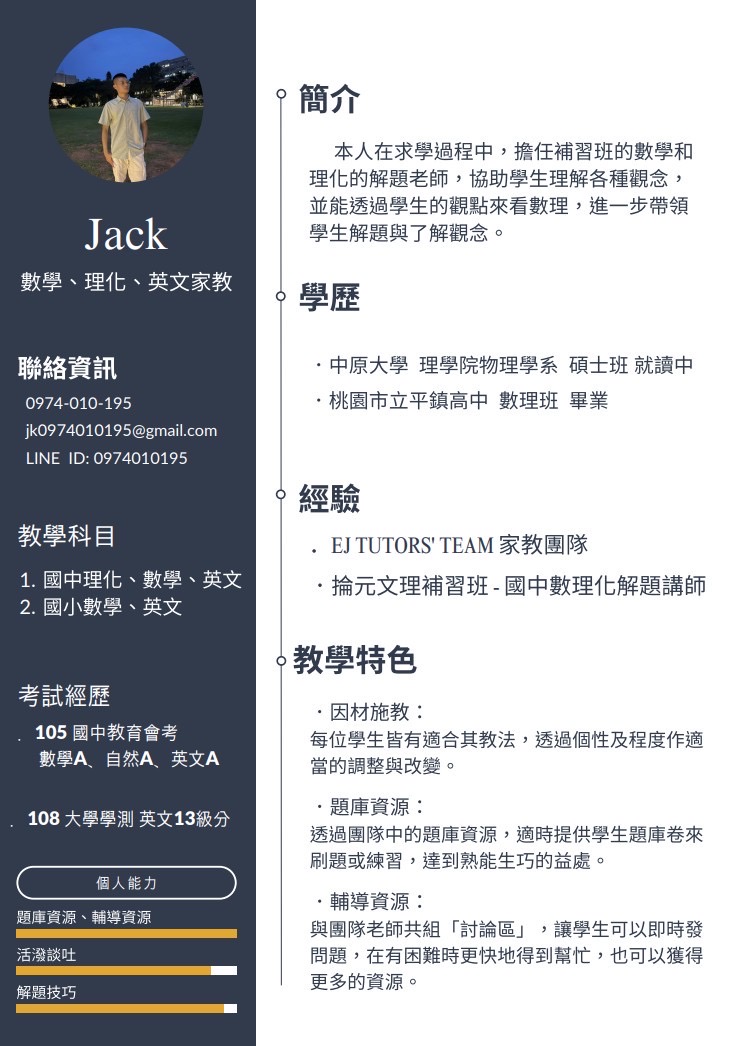 Jack
數學、理化、英文家教
聯絡資訊
0974-010-195
jk0974010195@gmail.com
LINE ID: 0974010195
教學科目
1. 國中理化、數學、英文
2. 國小數學、英文
考試經歷
. 105 國中教育會考
數學A、自然A、英文A
. 108 大學學測 英文13級分
個人能力
題庫資源、輔導資源
活潑談吐
解題技巧
簡介
本人在求學過程中，擔任補習班的數學和
理化的解題老師，協助學生理解各種觀念，
並能透過學生的觀點來看數理，進一步帶領
學生解題與了解觀念。
學歷
．中原大學 理學院物理學系 碩士班 就讀中
．桃園市立平鎮高中 數理班 畢業
經驗
．EJ TUTORS' TEAM 家教團隊
．掄元文理補習班 - 國中數理化解題講師
教學特色
．因材施教：
每位學生皆有適合其教法，透過個性及程度作適
當的調整與改變。
．題庫資源：
透過團隊中的題庫資源，適時提供學生題庫卷來
刷題或練習，達到熟能生巧的益處。
．輔導資源：
與團隊老師共組「討論區」，讓學生可以即時發
問題，在有困難時更快地得到幫忙，也可以獲得
更多的資源。